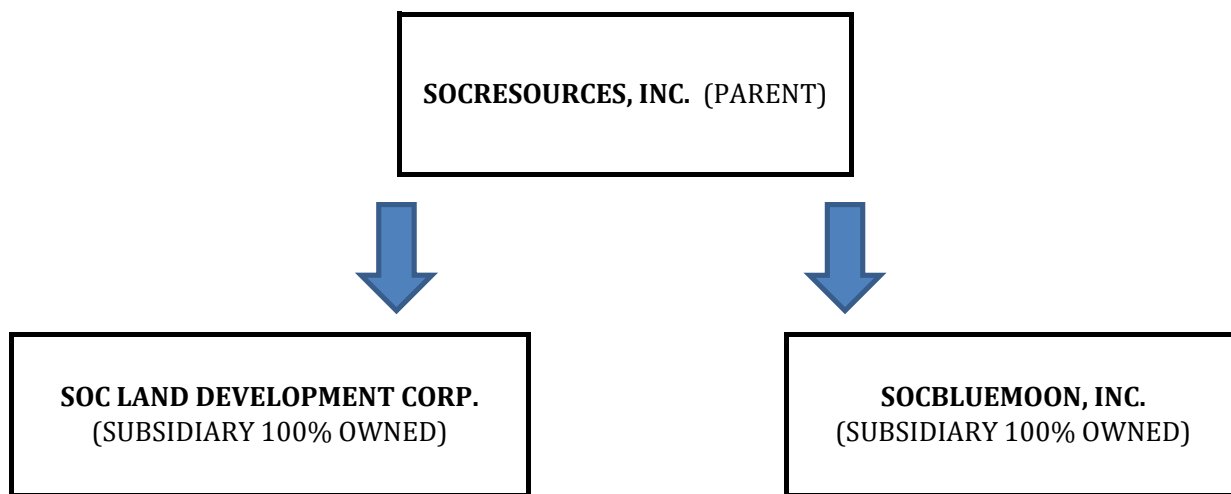 SOCRESOURCES, INC. (PARENT)
SOC LAND DEVELOPMENT CORP.
(SUBSIDIARY 100% OWNED)
SOCBLUEMOON, INC.
(SUBSIDIARY 100% OWNED)